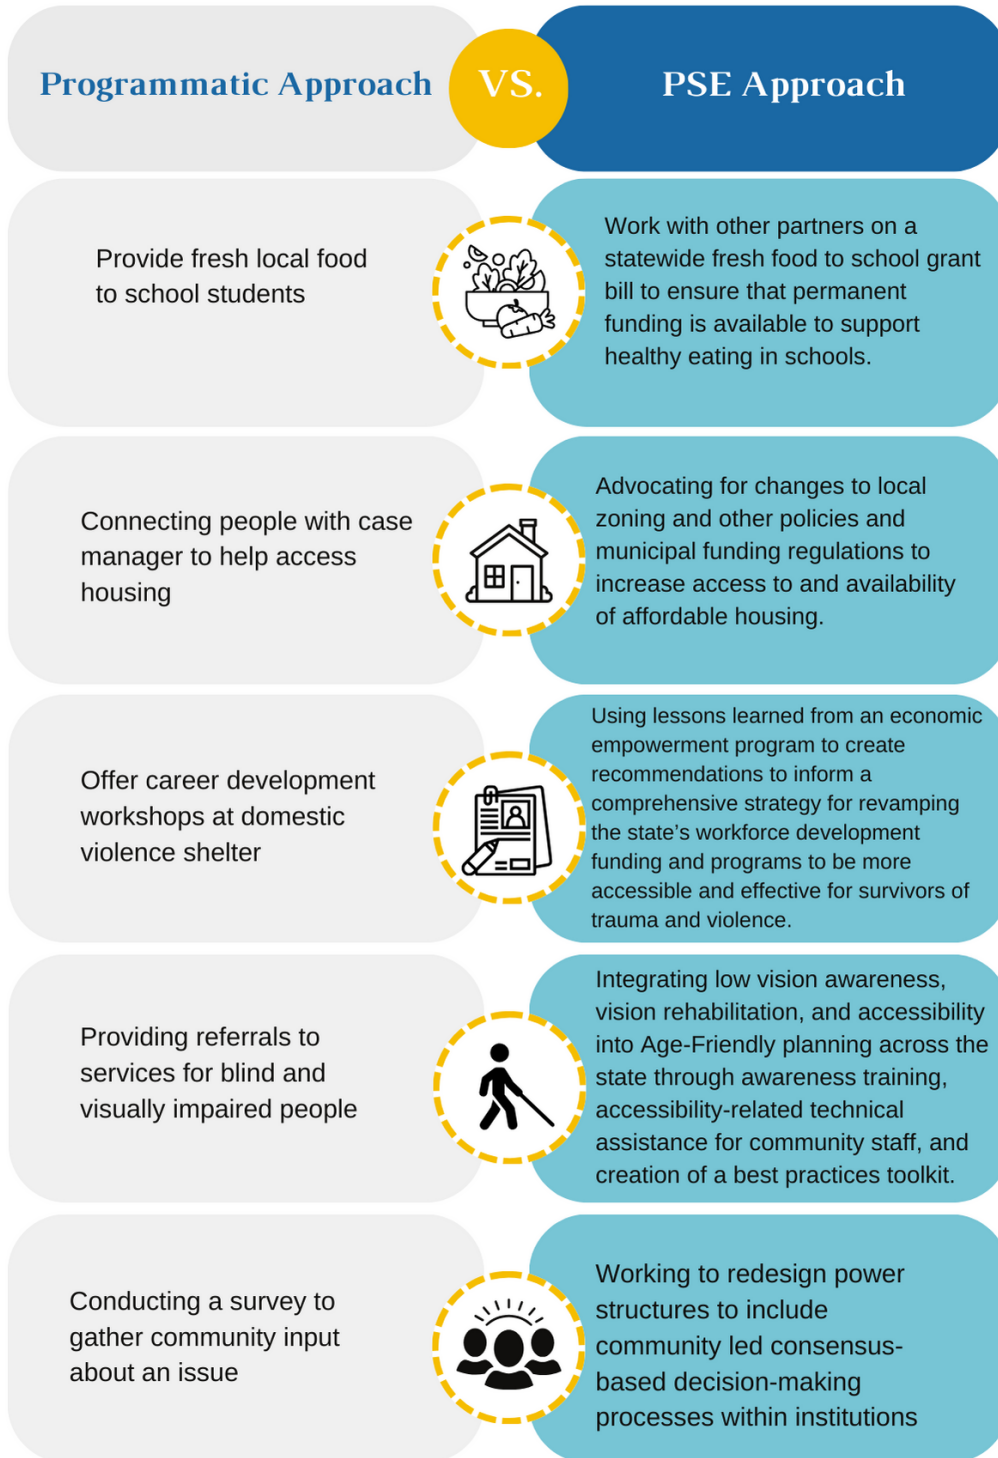 Programmatic Approach
VS.
PSE Approach
Provide fresh local food
to school students
Work with other partners on a
statewide fresh food to school grant
bill to ensure that permanent
funding is available to support
healthy eating in schools.
Connecting people with case
manager to help access
housing
Advocating for changes to local
zoning and other policies and
municipal funding regulations to
increase access to and availability
of affordable housing.
Offer career development
workshops at domestic
violence shelter
Using lessons learned from an economic
empowerment program to create
recommendations to inform a
comprehensive strategy for revamping
the state’s workforce development
funding and programs to be more
accessible and effective for survivors of
trauma and violence.
Providing referrals to
services for blind and
visually impaired people
Integrating low vision awareness,
vision rehabilitation, and accessibility
into Age-Friendly planning across the
state through awareness training,
accessibility-related technical
assistance for community staff, and
creation of a best practices toolkit.
Conducting a survey to
gather community input
about an issue
Working to redesign power
structures to include
community led consensus-
based decision-making
processes within institutions